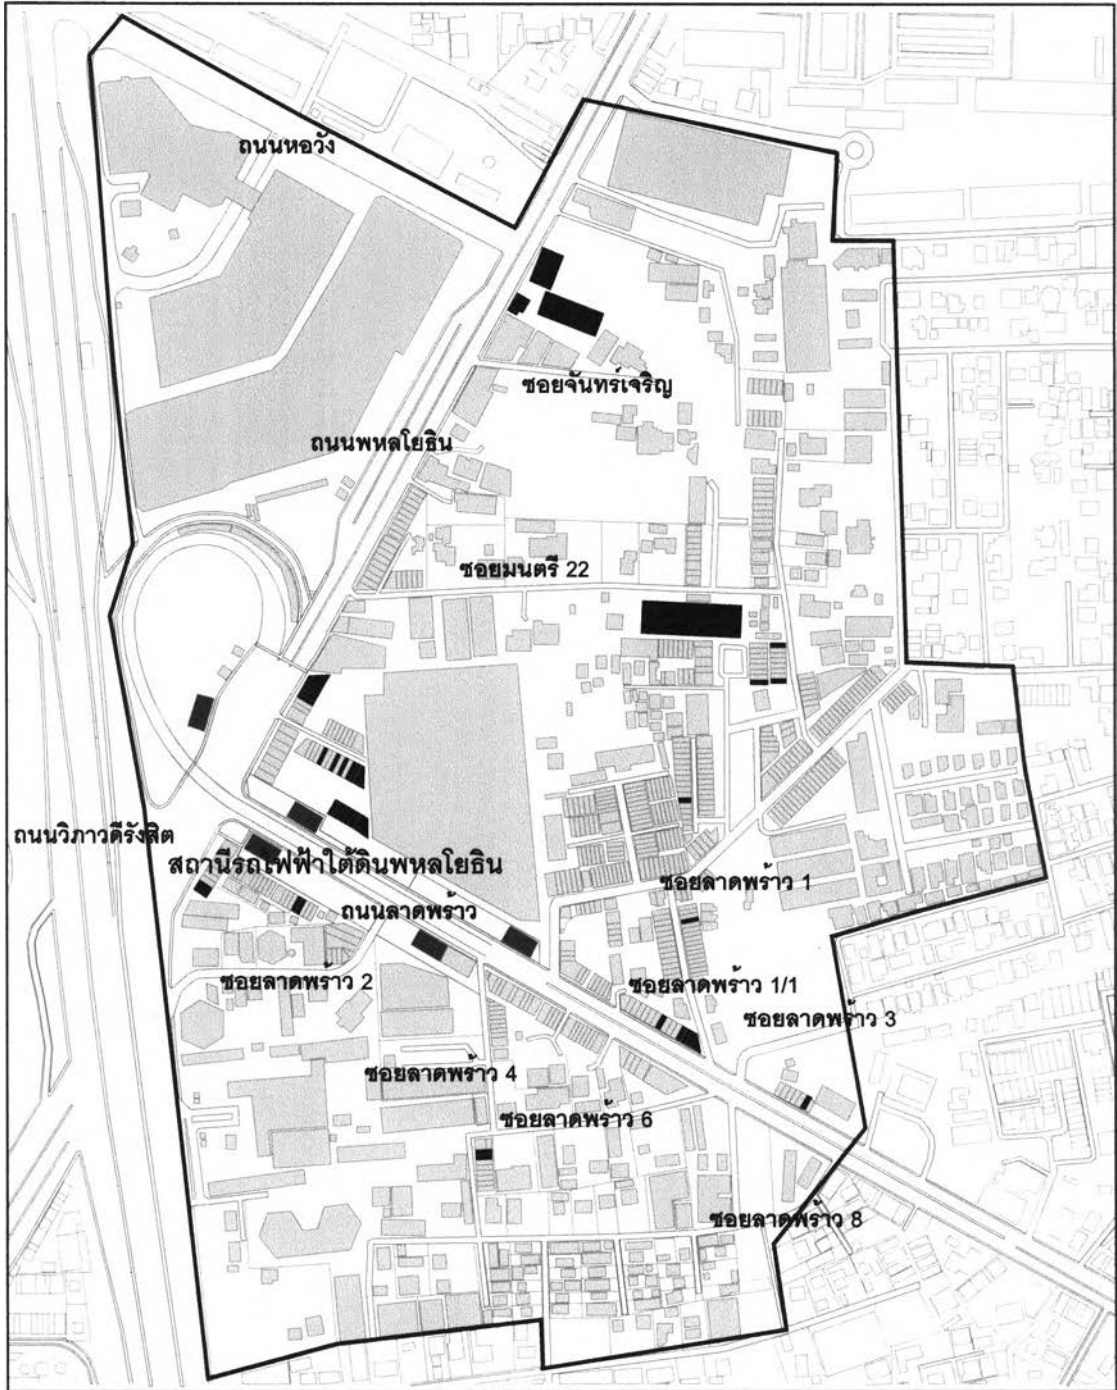 ถนนหอวัง
ซอยจันทร์เจริญ
ถนนพหลโยธิน
ซอยมนตรี 22
ถนนวิภาวดีรังสิต
สถานีรถไฟฟ้าใต้ดินพหลโยธิน
ซอยลาดพร้าว 1
ถนนลาดพร้าว
ซอยลาดพร้าว 2
ซอยลาดพร้าว 1/1
ซอยลาดพร้าว 3
ซอยลาดพร้าว 4
ซอยลาดพร้าว 6
ซอยลาดพร้าว 8